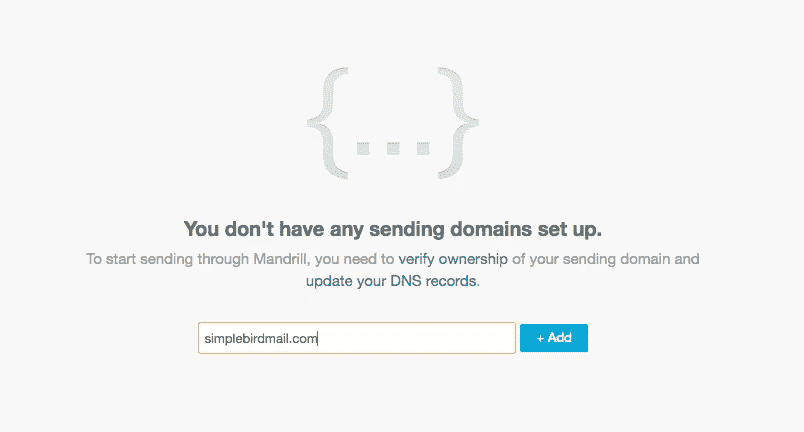 {...}
You don't have any sending domains set up.
To start sending through Mandrill, you need to verify ownership of your sending domain and
update your DNS records.
simplebirdmail.com
+ Add